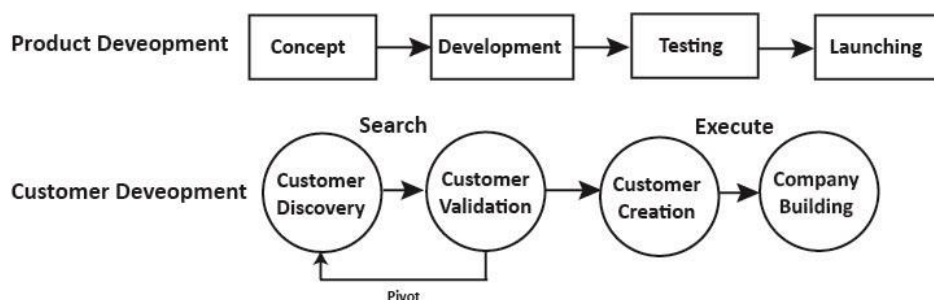 Product Deveopment
Concept
Development
Testing
Launching
Search
Execute
Customer Deveopment
Customer
Discovery
Customer
Validation
Customer
Creation
Company
Building
Pivot